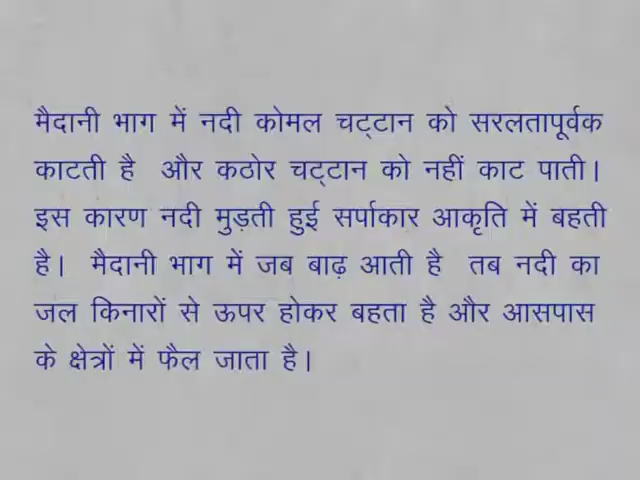 मैदानी भाग में नदी कोमल चट्टान को सरलतापूर्वक
काटती है और कठोर चट्टान को नहीं काट पाती।
इस कारण नदी मुड़ती हुई सर्पाकार आकृति में बहती
है। मैदानी भाग में जब बाढ़ आती है तब नदी का
जल किनारों से ऊपर होकर बहता है और आसपास
के क्षेत्रों में फैल जाता है।